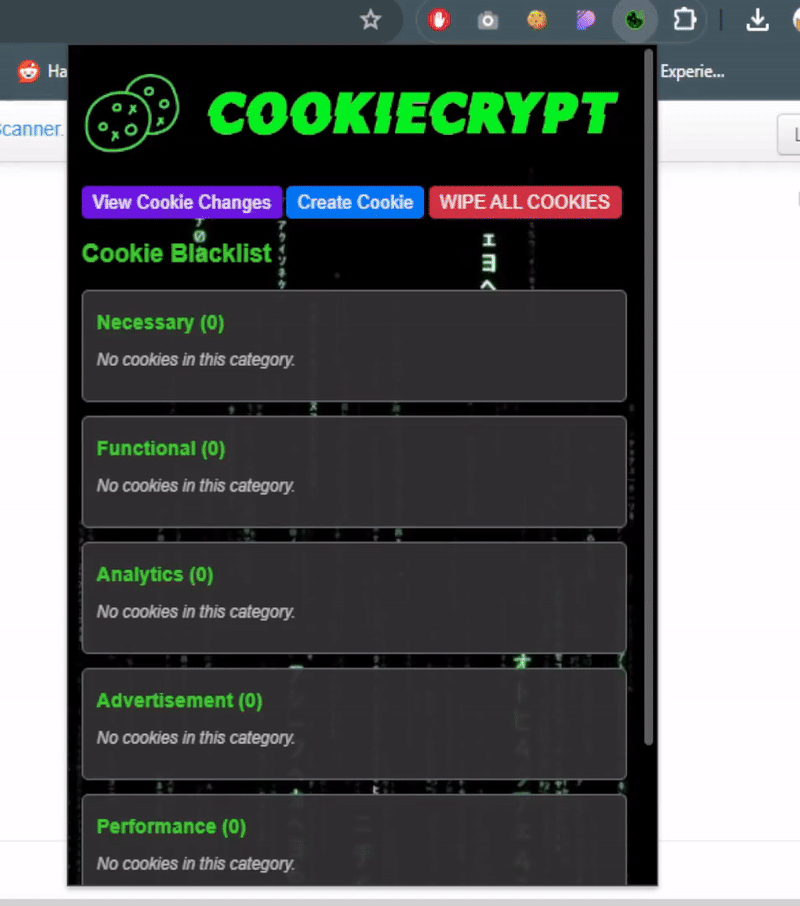 Ha
Experie...
Scanner.
L
COOKIECRYPT
View Cookie Changes Create Cookie WIPE ALL COOKIES
Cookie Blacklist
Necessary (0)
No cookies in this category.
Functional (0)
No cookies in this category.
Analytics (0)
No cookies in this category.
Advertisement (0)
No cookies in this category.
Performance (0)
No cookies in this category.